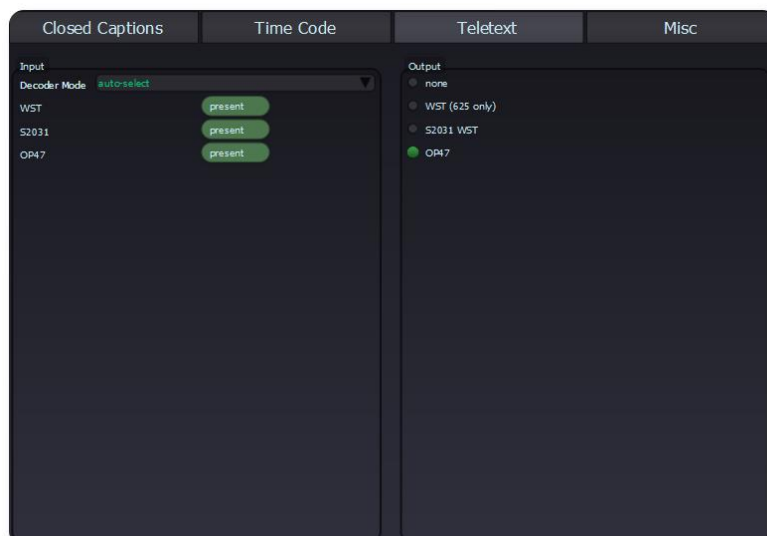 Closed Captions
Time Code
Teletext
Misc
Input
Decoder Mode auto-select
WST present
S2031 present
OP47 present
Output
none
WST (625 only)
S2031 WST
OP47